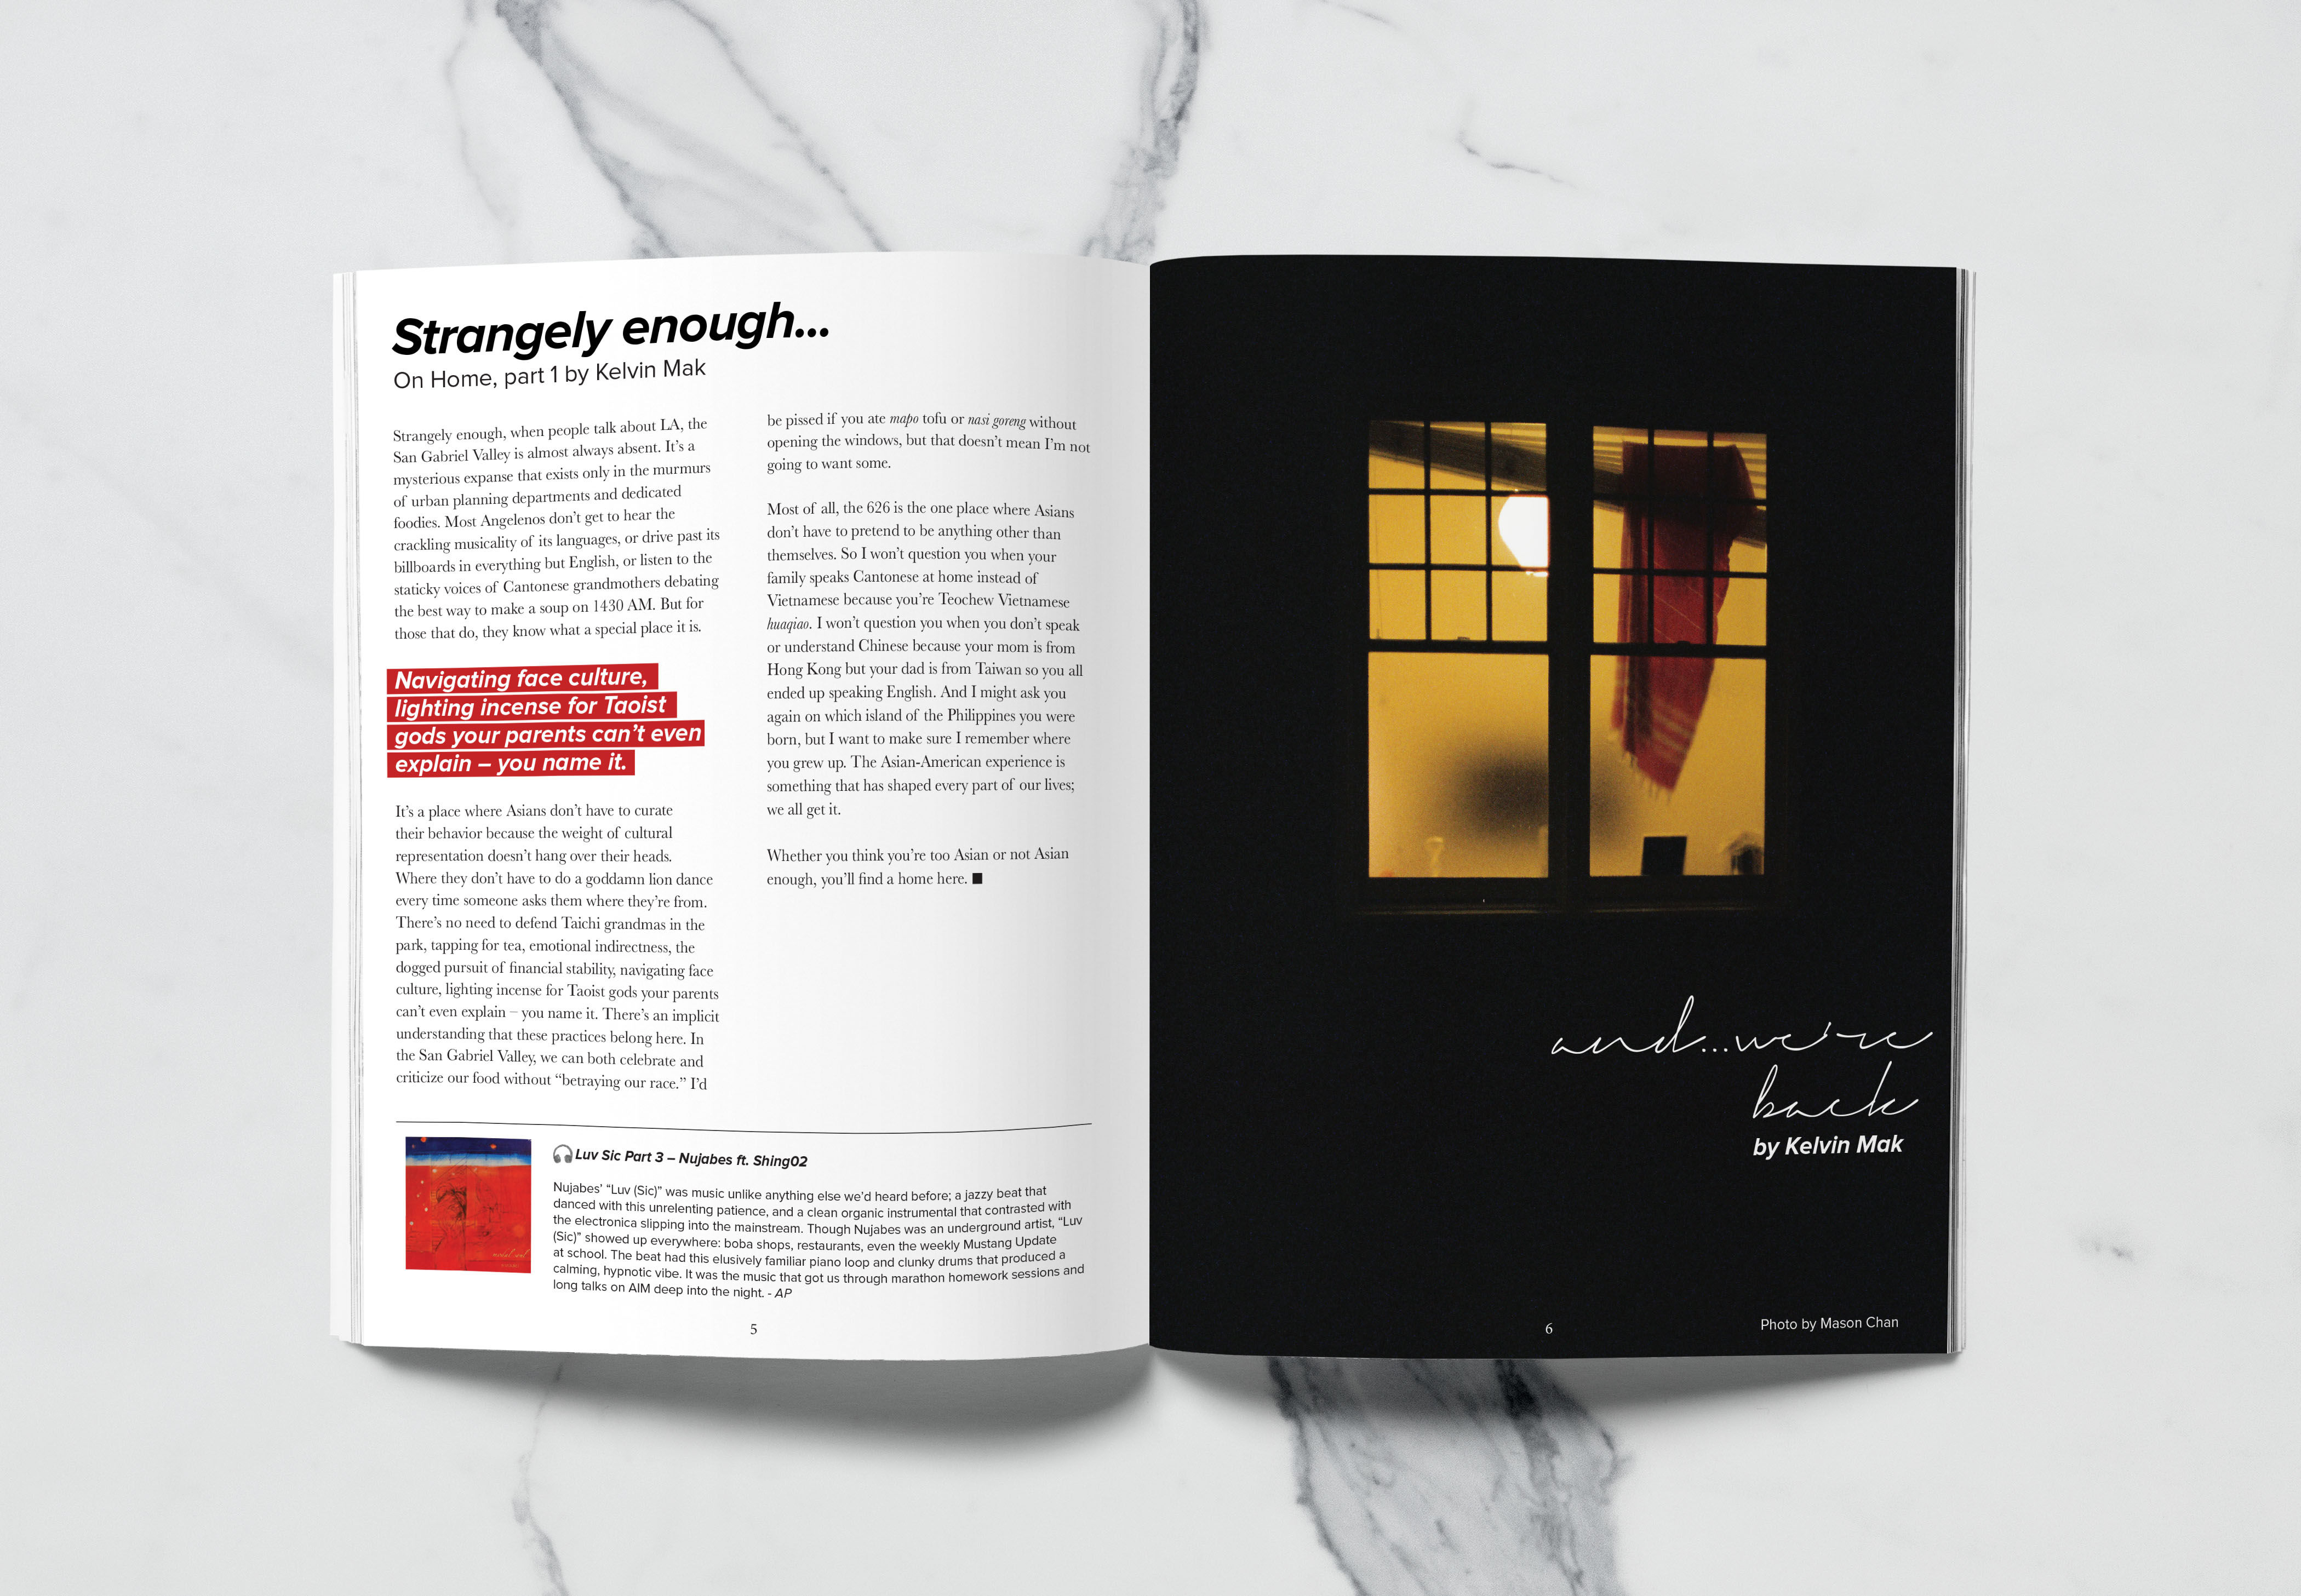 Strangely enough...
On Home, part 1 by Kelvin Mak
Strangely enough, when people talk about LA, the
San Gabriel Valley is almost always absent. It's a
mysterious expanse that exists only in the murmurs
of urban planning departments and dedicated
foodies. Most Angelenos don't get to hear the
crackling musicality of its languages, or drive past its
billboards in everything but English, or listen to the
staticky voices of Cantonese grandmothers debating
the best way to make a soup on 1430 AM. But for
those that do, they know what a special place it is.
Navigating face culture,
lighting incense for Taoist
gods your parents can't even
explain – you name it.
It's a place where Asians don't have to curate
their behavior because the weight of cultural
representation doesn't hang over their heads.
Where they don't have to do a goddamn lion dance
every time someone asks them where they're from.
There's no need to defend Taichi grandmas in the
park, tapping for tea, emotional indirectness, the
dogged pursuit of financial stability, navigating face
culture, lighting incense for Taoist gods your parents
can't even explain – you name it. There's an implicit
understanding that these practices belong here. In
the San Gabriel Valley, we can both celebrate and
criticize our food without “betraying our race.” I'd
be pissed if you ate mapo tofu or nasi goreng without
opening the windows, but that doesn't mean I'm not
going to want some.
Most of all, the 626 is the one place where Asians
don't have to pretend to be anything other than
themselves. So I won't question you when your
family speaks Cantonese at home instead of
Vietnamese because you're Teochew Vietnamese
huaqiao. I won't question you when you don't speak
or understand Chinese because your mom is from
Hong Kong but your dad is from Taiwan so you all
ended up speaking English. And I might ask you
again on which island of the Philippines you were
born, but I want to make sure I remember where
you grew up. The Asian-American experience is
something that has shaped every part of our lives;
we all get it.
Whether you think you're too Asian or not Asian
enough, you'll find a home here. ■
Luv Sic Part 3 – Nujabes ft. Shing02
Nujabes' “Luv (Sic)” was music unlike anything else we'd heard before; a jazzy beat that
danced with this unrelenting patience, and a clean organic instrumental that contrasted with
the electronica slipping into the mainstream. Though Nujabes was an underground artist, “Luv
(Sic)” showed up everywhere: boba shops, restaurants, even the weekly Mustang Update
at school. The beat had this elusively familiar piano loop and clunky drums that produced a
calming, hypnotic vibe. It was the music that got us through marathon homework sessions and
long talks on AIM deep into the night. - AP
5
and...we're
back
by Kelvin Mak
6
Photo by Mason Chan